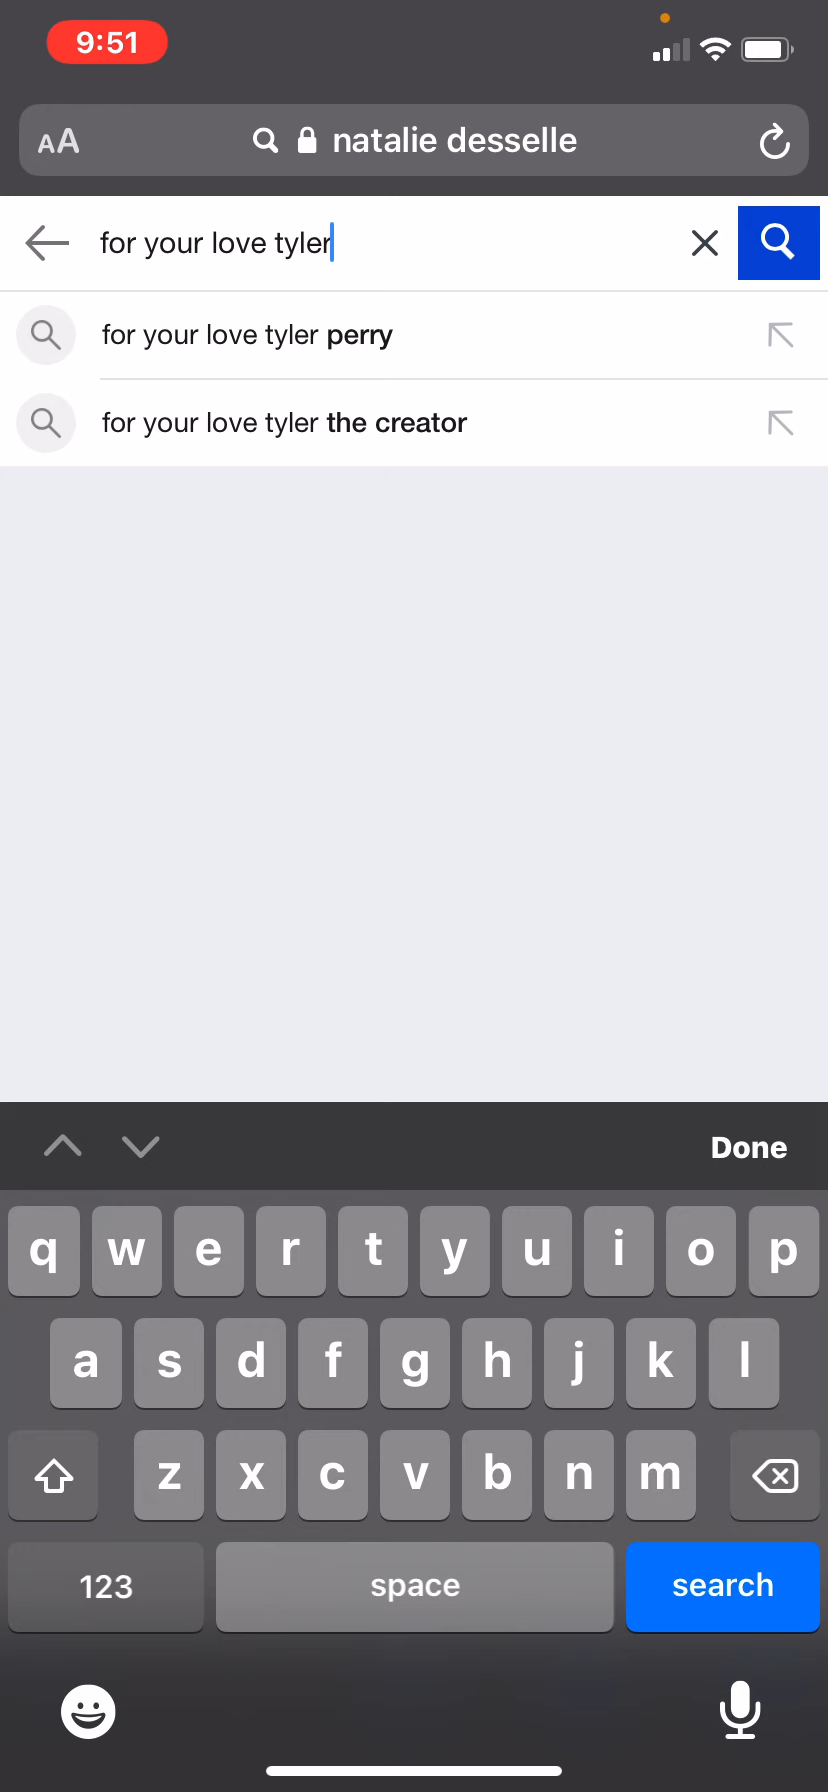 9:51
AA natalie desselle
for your love tyler
for your love tyler perry
for your love tyler the creator
Done
q w e r t y u i o p
a s d f g h j k l
z x c v b n m
123 space search